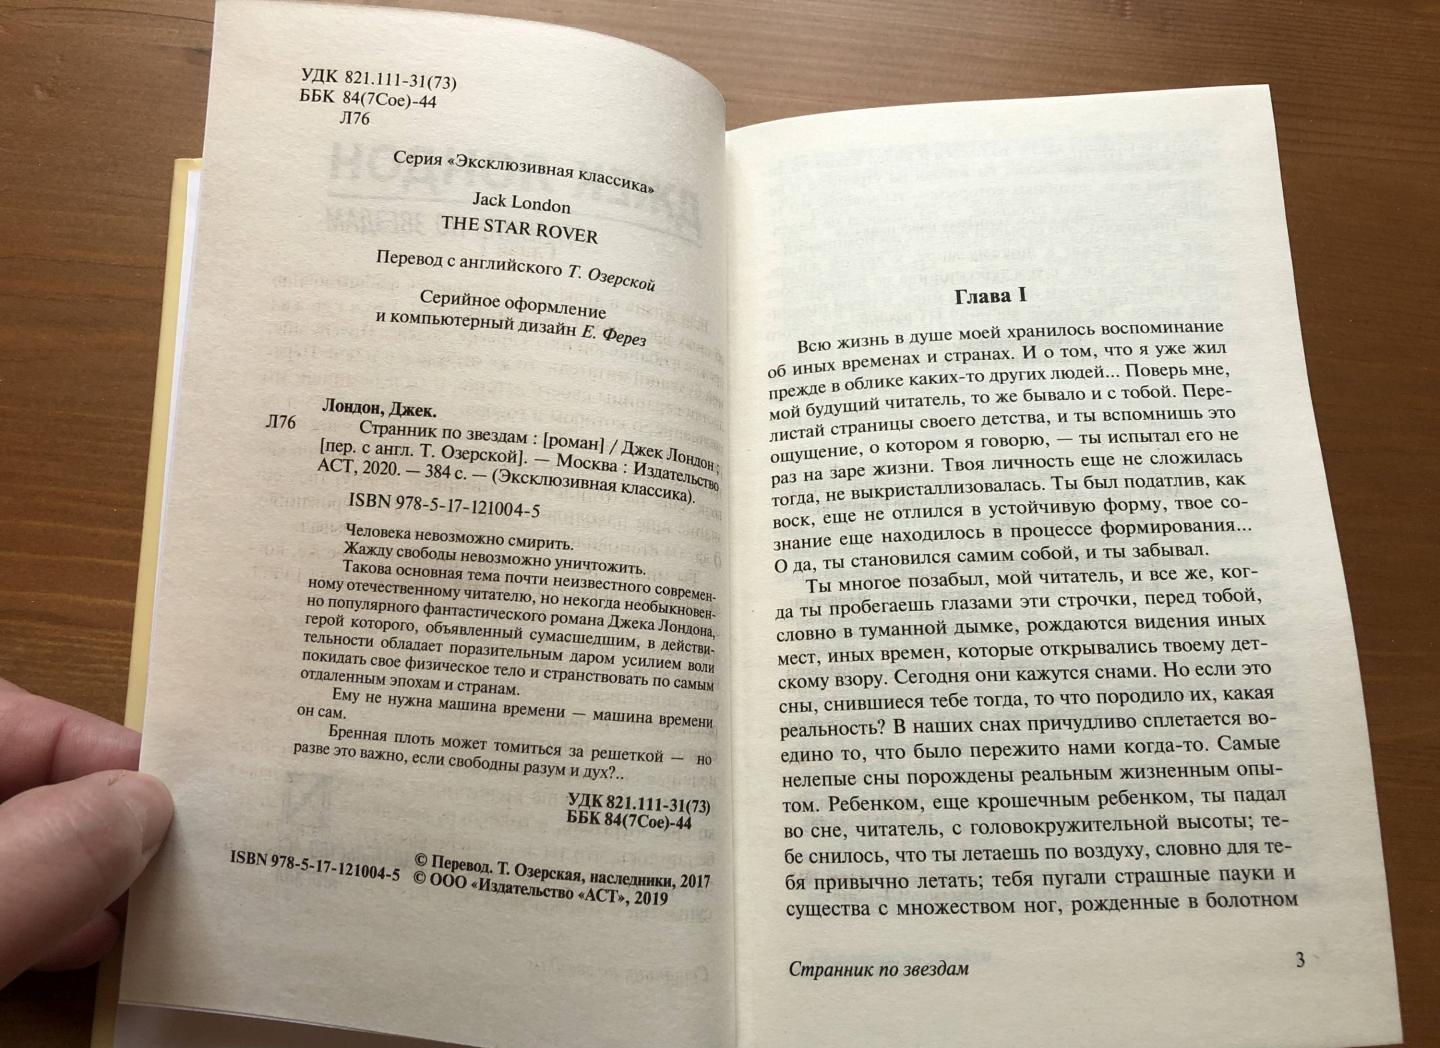 УДК 821.111-31(73)
ББК 84(7Сое)-44
Л76
Серия «Эксклюзивная классика»
Jack London
THE STAR ROVER
Перевод с английского Т. Озерской
Серийное оформление
и компьютерный дизайн Е. Ферез
Лондон, Джек.
Л76 Странник по звездам : [роман] / Джек Лондон ;
[пер. с англ. Т. Озерской]. — Москва : Издательство
АСТ, 2020. — 384 с. — (Эксклюзивная классика).
ISBN 978-5-17-121004-5
Человека невозможно смирить.
Жажду свободы невозможно уничтожить.
Такова основная тема почти неизвестного современ-
ному отечественному читателю, но некогда необыкновен-
но популярного фантастического романа Джека Лондона,
герой которого, объявленный сумасшедшим, в действи-
тельности обладает поразительным даром усилием воли
покидать свое физическое тело и странствовать по самым
отдаленным эпохам и странам.
Ему не нужна машина времени — машина времени
он сам.
Бренная плоть может томиться за решеткой — но
разве это важно, если свободны разум и дух?..
УДК 821.111-31(73)
ББК 84(7Сое)-44
© Перевод. Т. Озерская, наследники, 2017
ISBN 978-5-17-121004-5 © ООО «Издательство «АСТ», 2019
Глава I
Всю жизнь в душе моей хранилось воспоминание
об иных временах и странах. И о том, что я уже жил
прежде в облике каких-то других людей... Поверь мне,
мой будущий читатель, то же бывало и с тобой. Пере-
листай страницы своего детства, и ты вспомнишь это
ощущение, о котором я говорю, — ты испытал его не
раз на заре жизни. Твоя личность еще не сложилась
тогда, не выкристаллизовалась. Ты был податлив, как
воск, еще не отлился в устойчивую форму, твое со-
знание еще находилось в процессе формирования...
О да, ты становился самим собой, и ты забывал.
Ты многое позабыл, мой читатель, и все же, ког-
да ты пробегаешь глазами эти строчки, перед тобой,
словно в туманной дымке, рождаются видения иных
мест, иных времен, которые открывались твоему дет-
скому взору. Сегодня они кажутся снами. Но если это
сны, снившиеся тебе тогда, то что породило их, какая
реальность? В наших снах причудливо сплетается во-
едино то, что было пережито нами когда-то. Самые
нелепые сны порождены реальным жизненным опы-
том. Ребенком, еще крошечным ребенком, ты падал
во сне, читатель, с головокружительной высоты; те-
бе снилось, что ты летаешь по воздуху, словно для те-
бя привычно летать; тебя пугали страшные пауки и
существа с множеством ног, рожденные в болотном
Странник по звездам 3